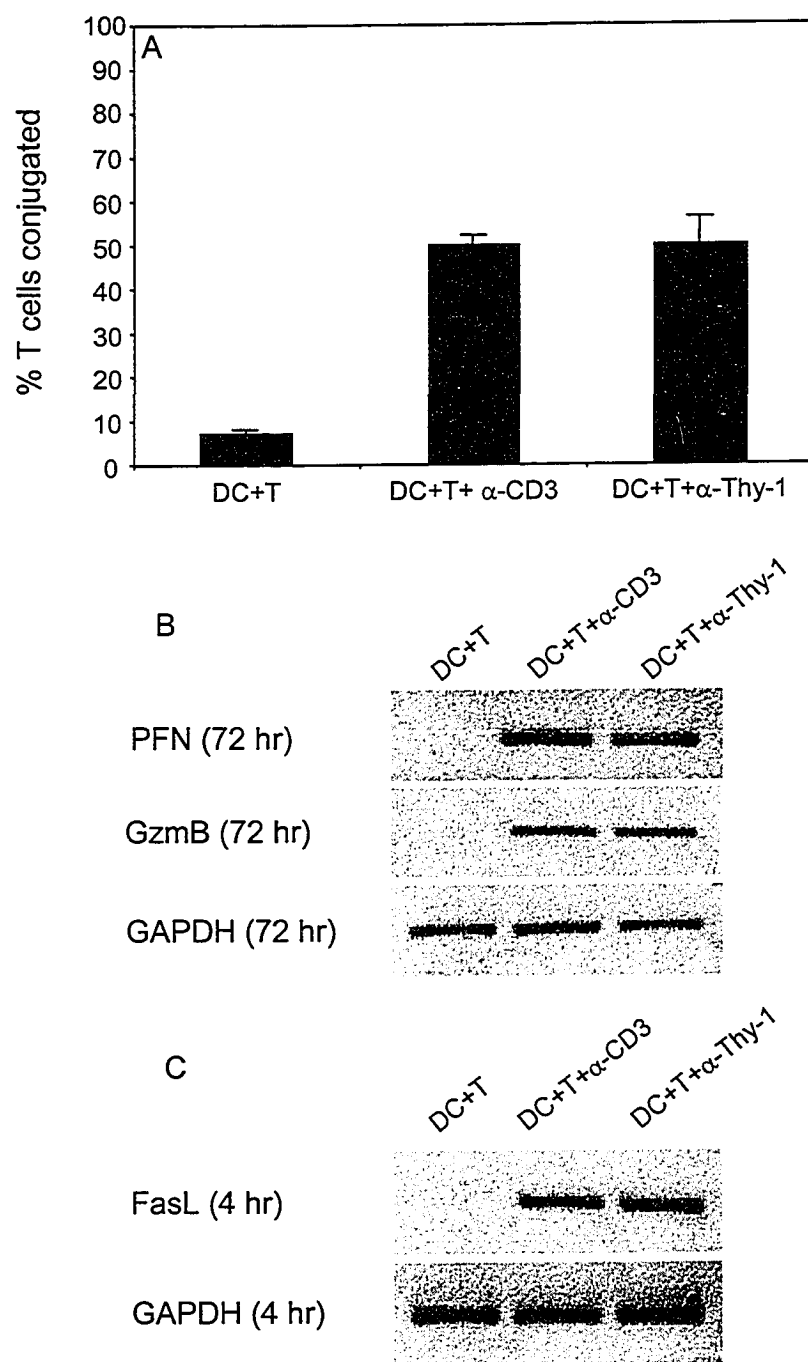 A
% T cells conjugated
100
90
80
70
60
50
40
30
20
10
0
DC+T
DC+T+ α-CD3
DC+T+α-Thy-1
B
DC+T
DC+T+α-CD3
DC+T+α-Thy-1
PFN (72 hr)
GzmB (72 hr)
GAPDH (72 hr)
C
DC+T
DC+T+α-CD3
DC+T+α-Thy-1
FasL (4 hr)
GAPDH (4 hr)